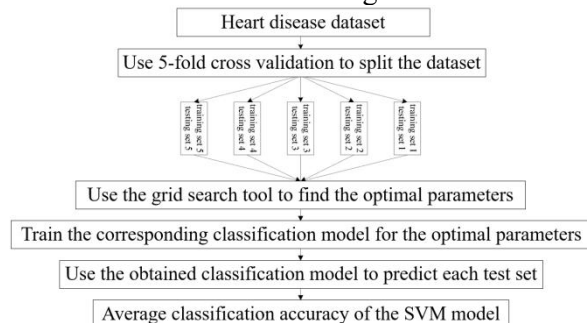 Heart disease dataset
Use 5-fold cross validation to split the dataset
training set 5
testing set 5
training set 4
testing set 4
training set 3
testing set 3
training set 2
testing set 2
training set 1
testing set 1
Use the grid search tool to find the optimal parameters
Train the corresponding classification model for the optimal parameters
Use the obtained classification model to predict each test set
Average classification accuracy of the SVM model